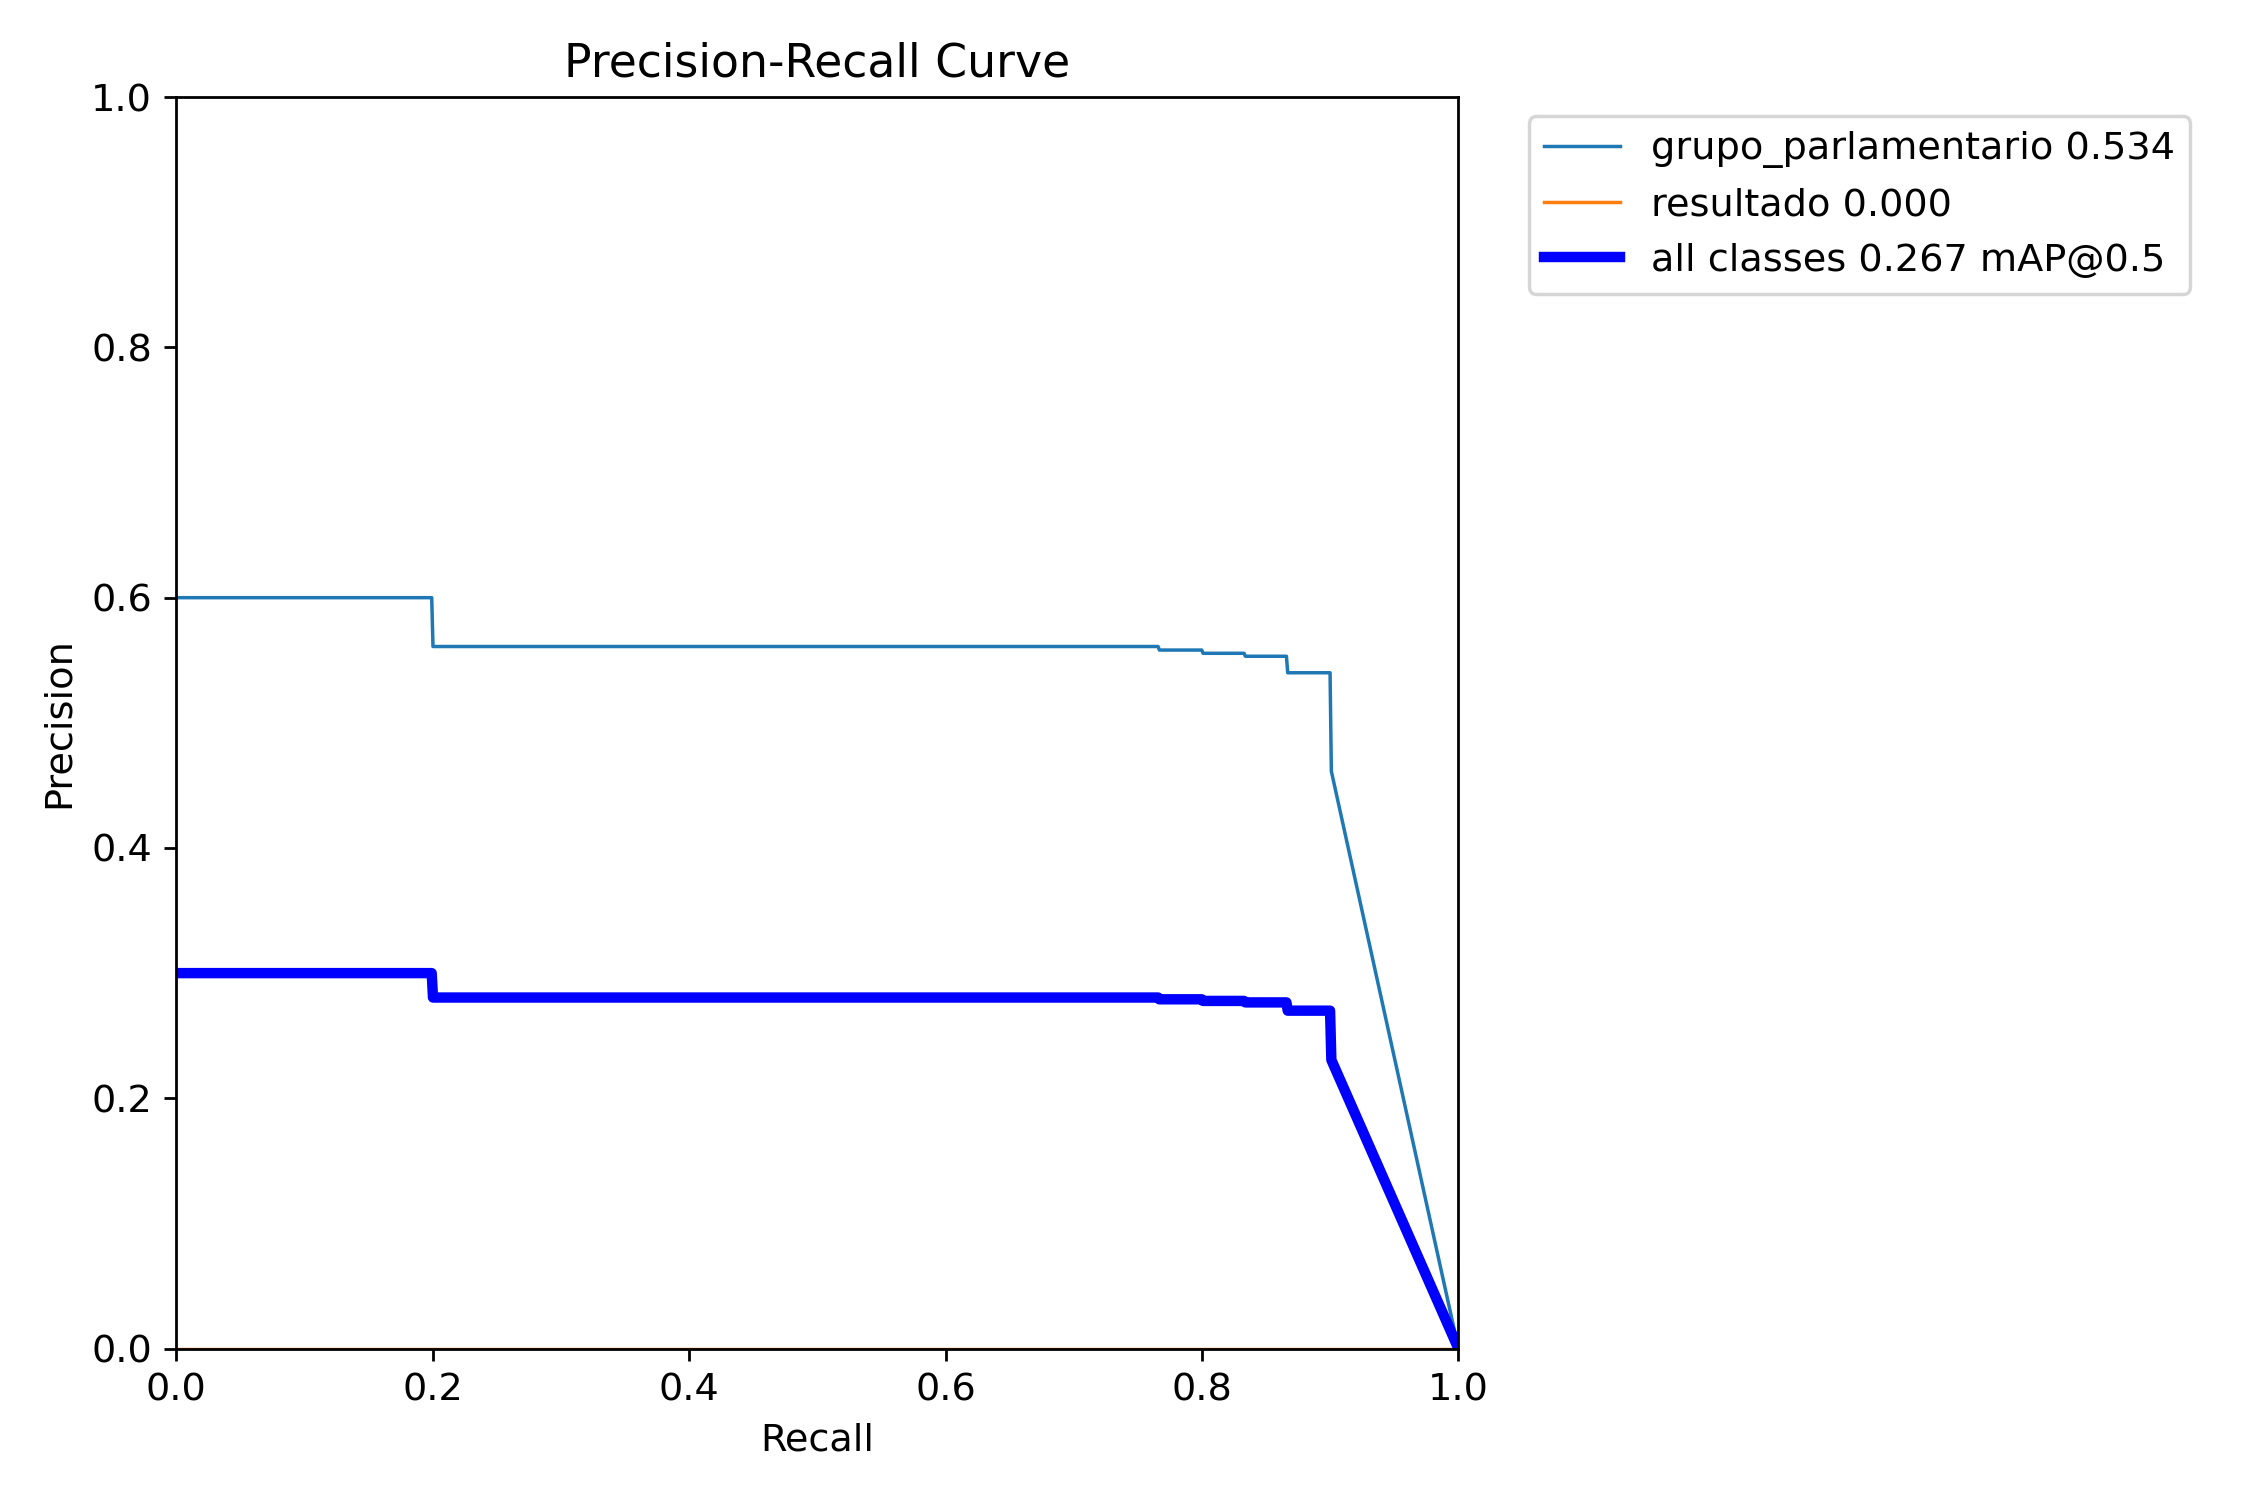 Precision-Recall Curve
1.0
0.8
0.6
0.4
0.2
0.0
Precision
0.0 0.2 0.4 0.6 0.8 1.0
Recall
grupo_parlamentario 0.534
resultado 0.000
all classes 0.267 mAP@0.5